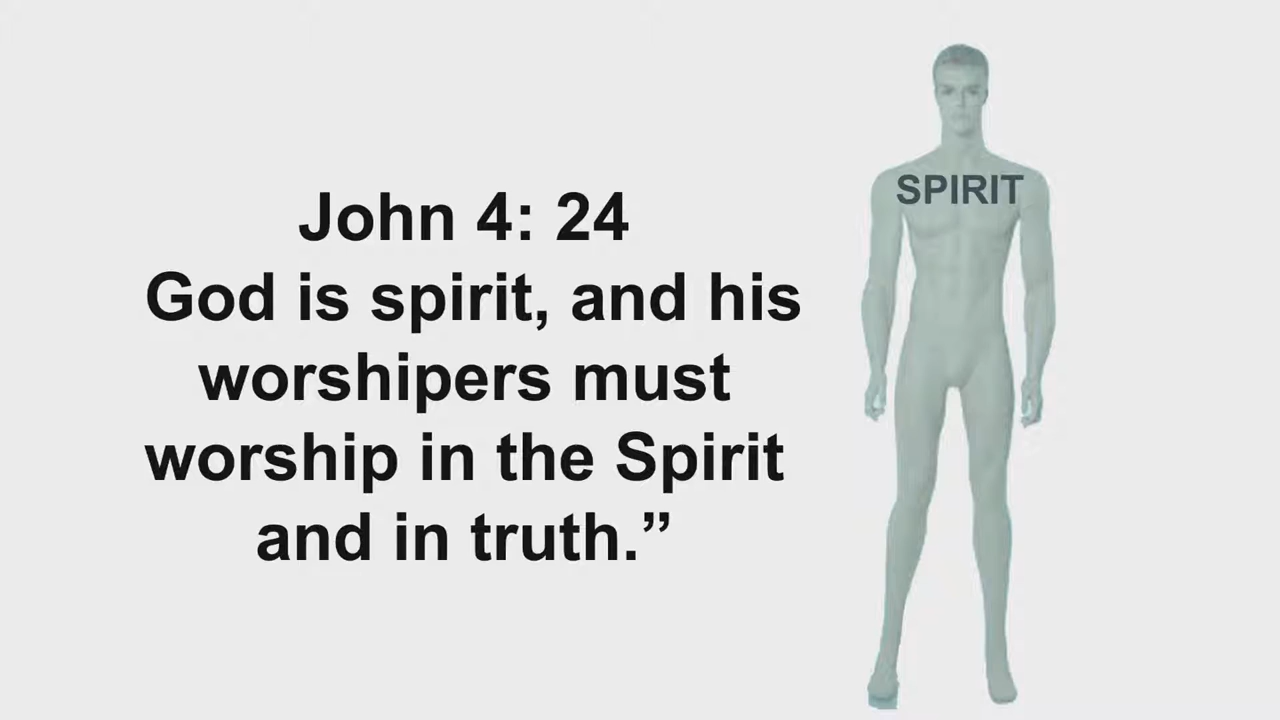 John 4: 24
God is spirit, and his
worshipers must
worship in the Spirit
and in truth.”
SPIRIT